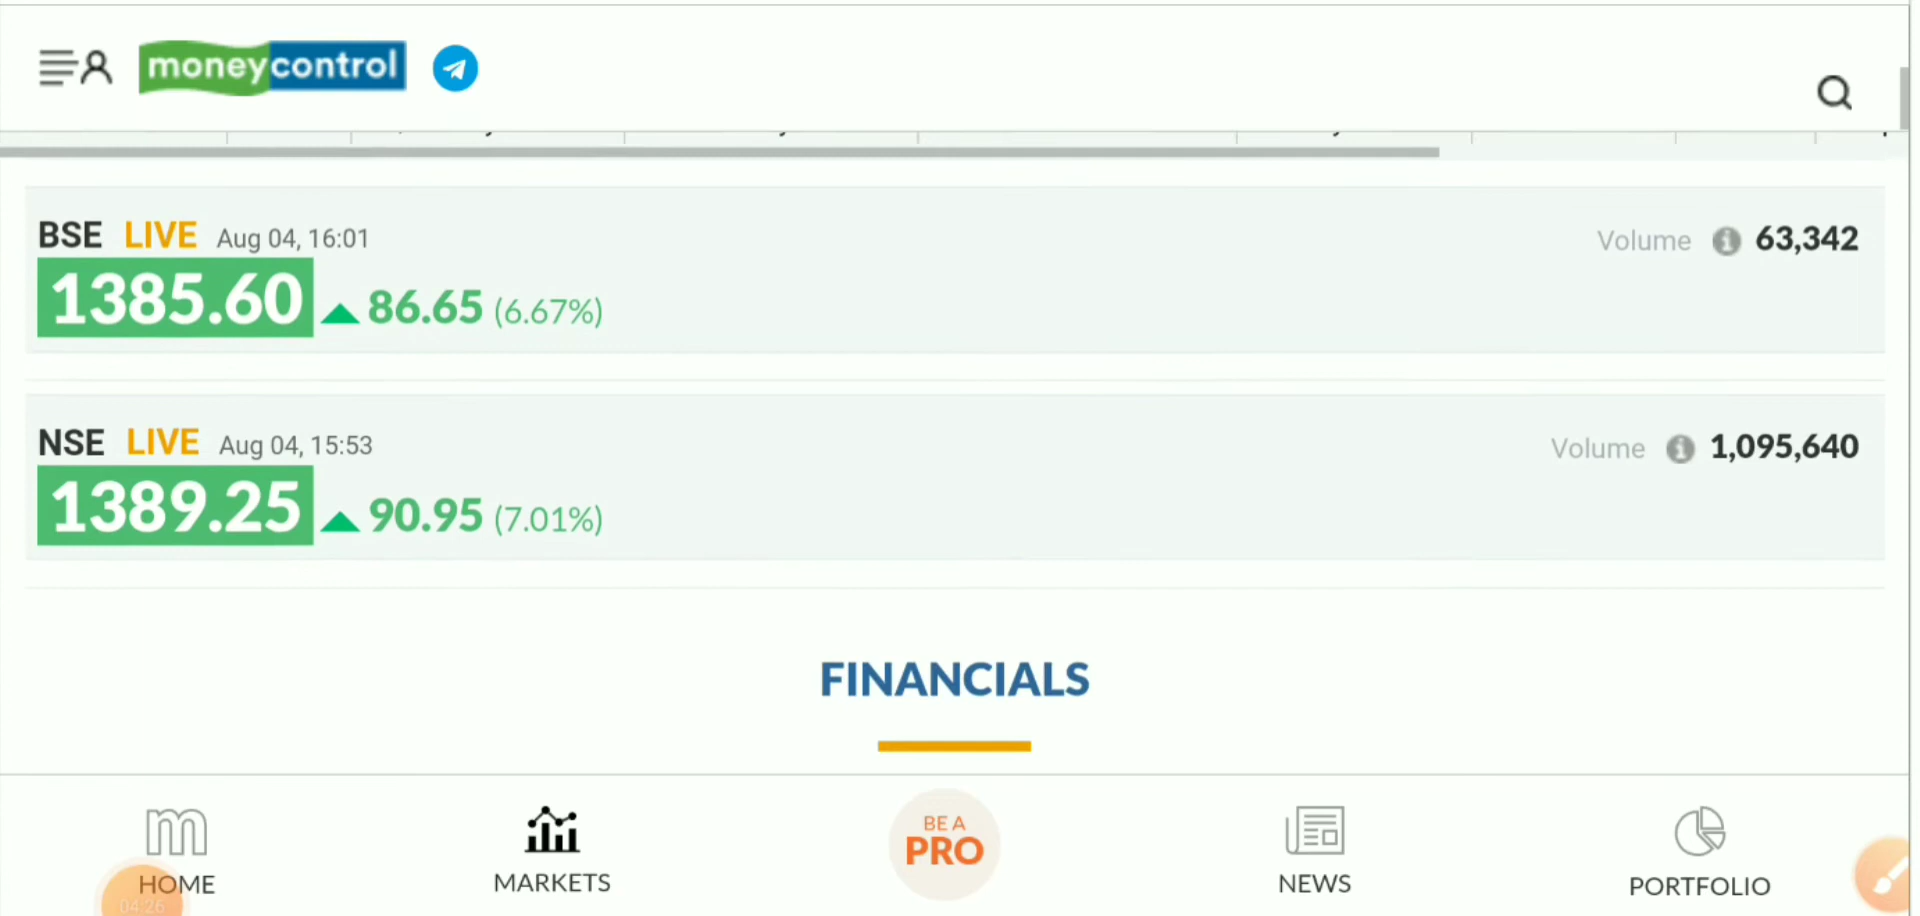 moneycontrol
BSE LIVE Aug 04, 16:01
Volume 63,342
1385.60 86.65 (6.67%)
NSE LIVE Aug 04, 15:53
Volume 1,095,640
1389.25 90.95 (7.01%)
FINANCIALS
BE A
PRO
HOME MARKETS NEWS PORTFOLIO
04:26